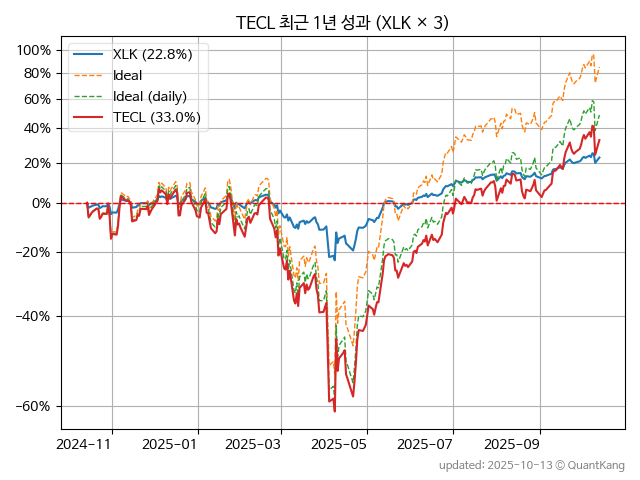 TECL 최근 1년 성과 (XLK × 3)
100%
80%
60%
40%
20%
0%
−20%
−40%
−60%
XLK (22.8%)
Ideal
Ideal (daily)
TECL (33.0%)
2024-11
2025-01
2025-03
2025-05
2025-07
2025-09
updated: 2025-10-13 ⓒ QuantKang